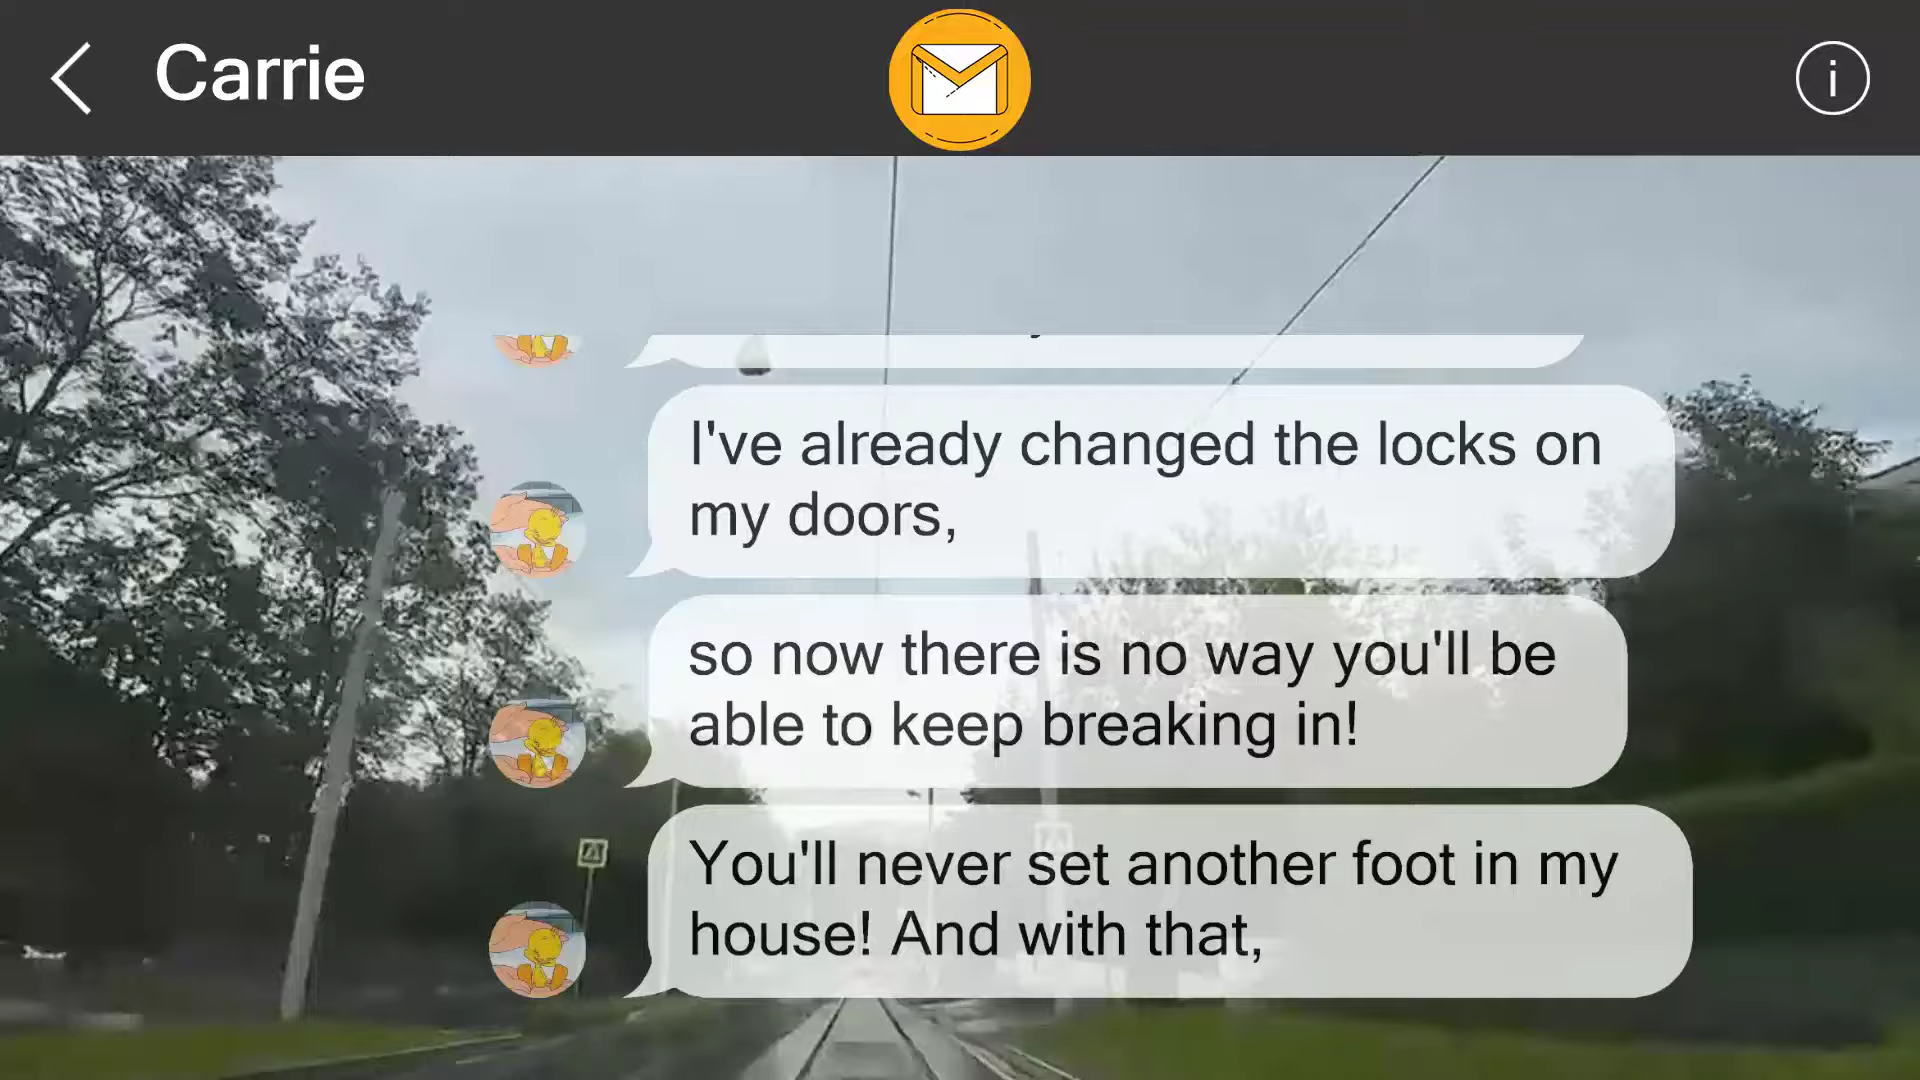 Carrie
I've already changed the locks on
my doors,
so now there is no way you'll be
able to keep breaking in!
You'll never set another foot in my
house! And with that,